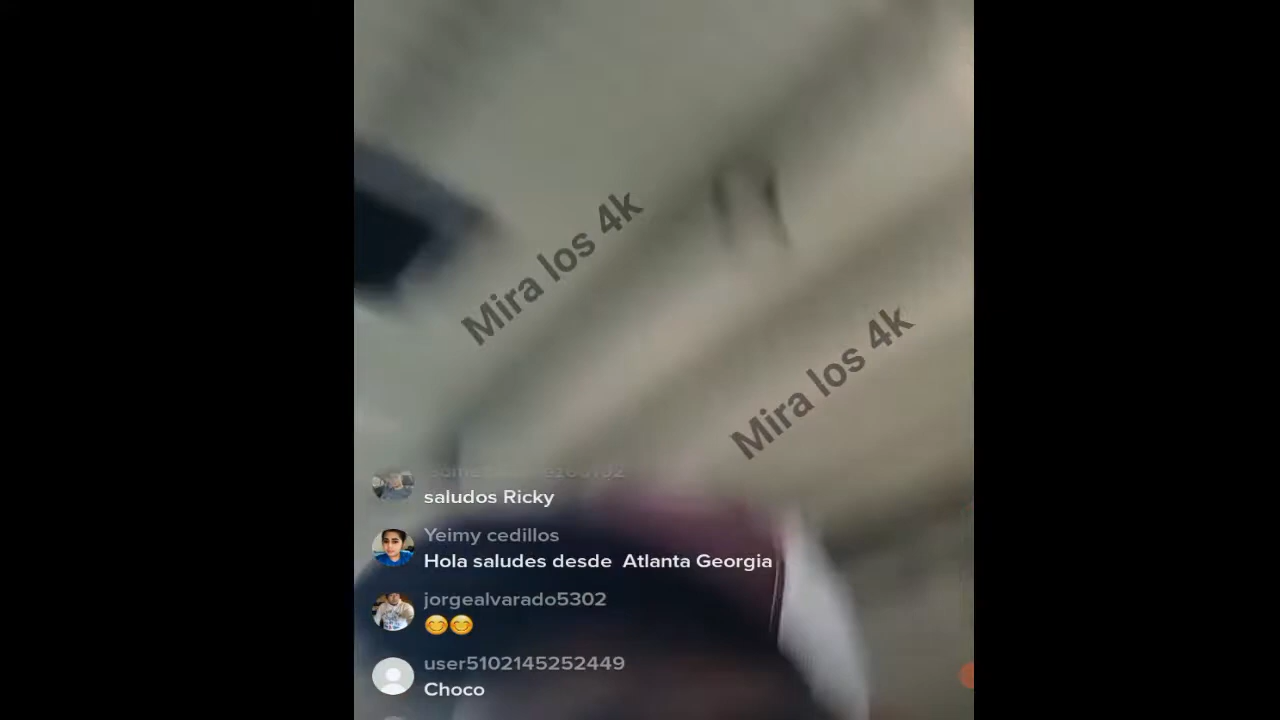 Mira los 4k
Mira los 4k
saludos Ricky
Yeimy cedillos
Hola saludes desde Atlanta Georgia
jorgealvarado5302
😊😊
user5102145252449
Choco